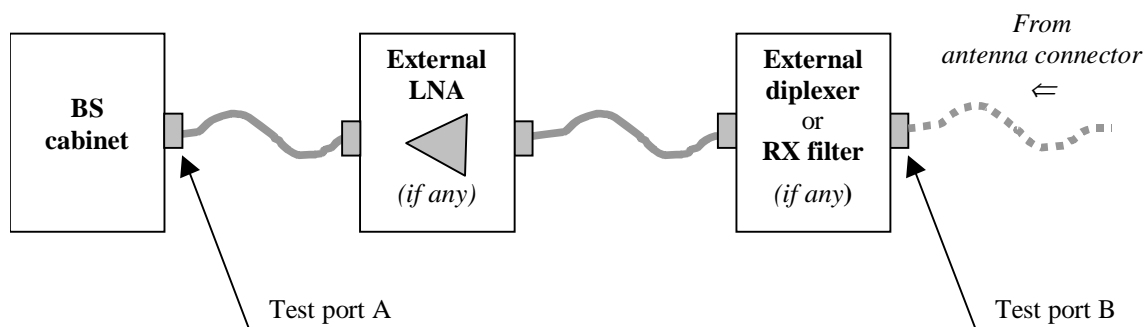 BS
cabinet
External
LNA
(if any)
External
diplexer
or
RX filter
(if any)
From
antenna connector
⇐
Test port A
Test port B